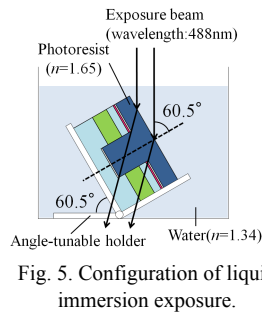 Exposure beam
(wavelength:488nm)
Photoresist
(n=1.65)
60.5°
60.5°
Angle-tunable holder
Water(n=1.34)
Fig. 5. Configuration of liqui
immersion exposure.